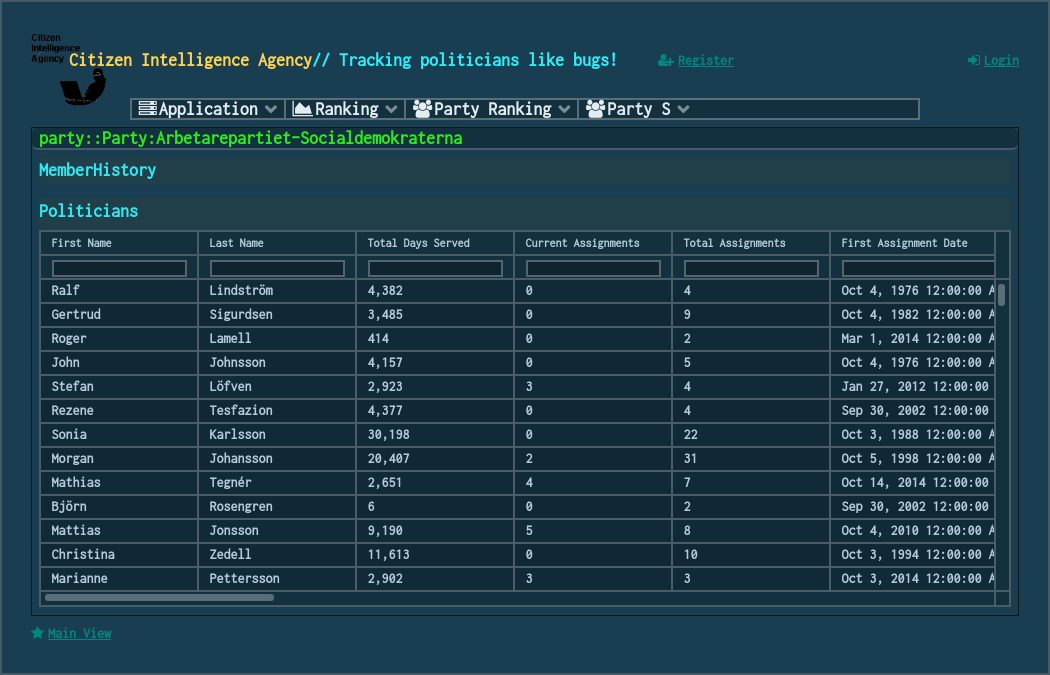 Citizen
Intelligence
Agency
Citizen Intelligence Agency// Tracking politicians like bugs!
Register
Login
Application
Ranking
Party Ranking
Party S
party::Party:Arbetarepartiet-Socialdemokraterna
MemberHistory
Politicians
First Name Last Name Total Days Served Current Assignments Total Assignments First Assignment Date
Ralf Lindström 4,382 0 4 Oct 4, 1976 12:00:00 A
Gertrud Sigurdsen 3,485 0 9 Oct 4, 1982 12:00:00 A
Roger Lamell 414 0 2 Mar 1, 2014 12:00:00 A
John Johnsson 4,157 0 5 Oct 4, 1976 12:00:00 A
Stefan Löfven 2,923 3 4 Jan 27, 2012 12:00:00
Rezene Tesfazion 4,377 0 4 Sep 30, 2002 12:00:00
Sonia Karlsson 30,198 0 22 Oct 3, 1988 12:00:00 A
Morgan Johansson 20,407 2 31 Oct 5, 1998 12:00:00 A
Mathias Tegnér 2,651 4 7 Oct 14, 2014 12:00:00
Björn Rosengren 6 0 2 Sep 30, 2002 12:00:00
Mattias Jonsson 9,190 5 8 Oct 4, 2010 12:00:00 A
Christina Zedell 11,613 0 10 Oct 3, 1994 12:00:00 A
Marianne Pettersson 2,902 3 3 Oct 3, 2014 12:00:00 A
Main View